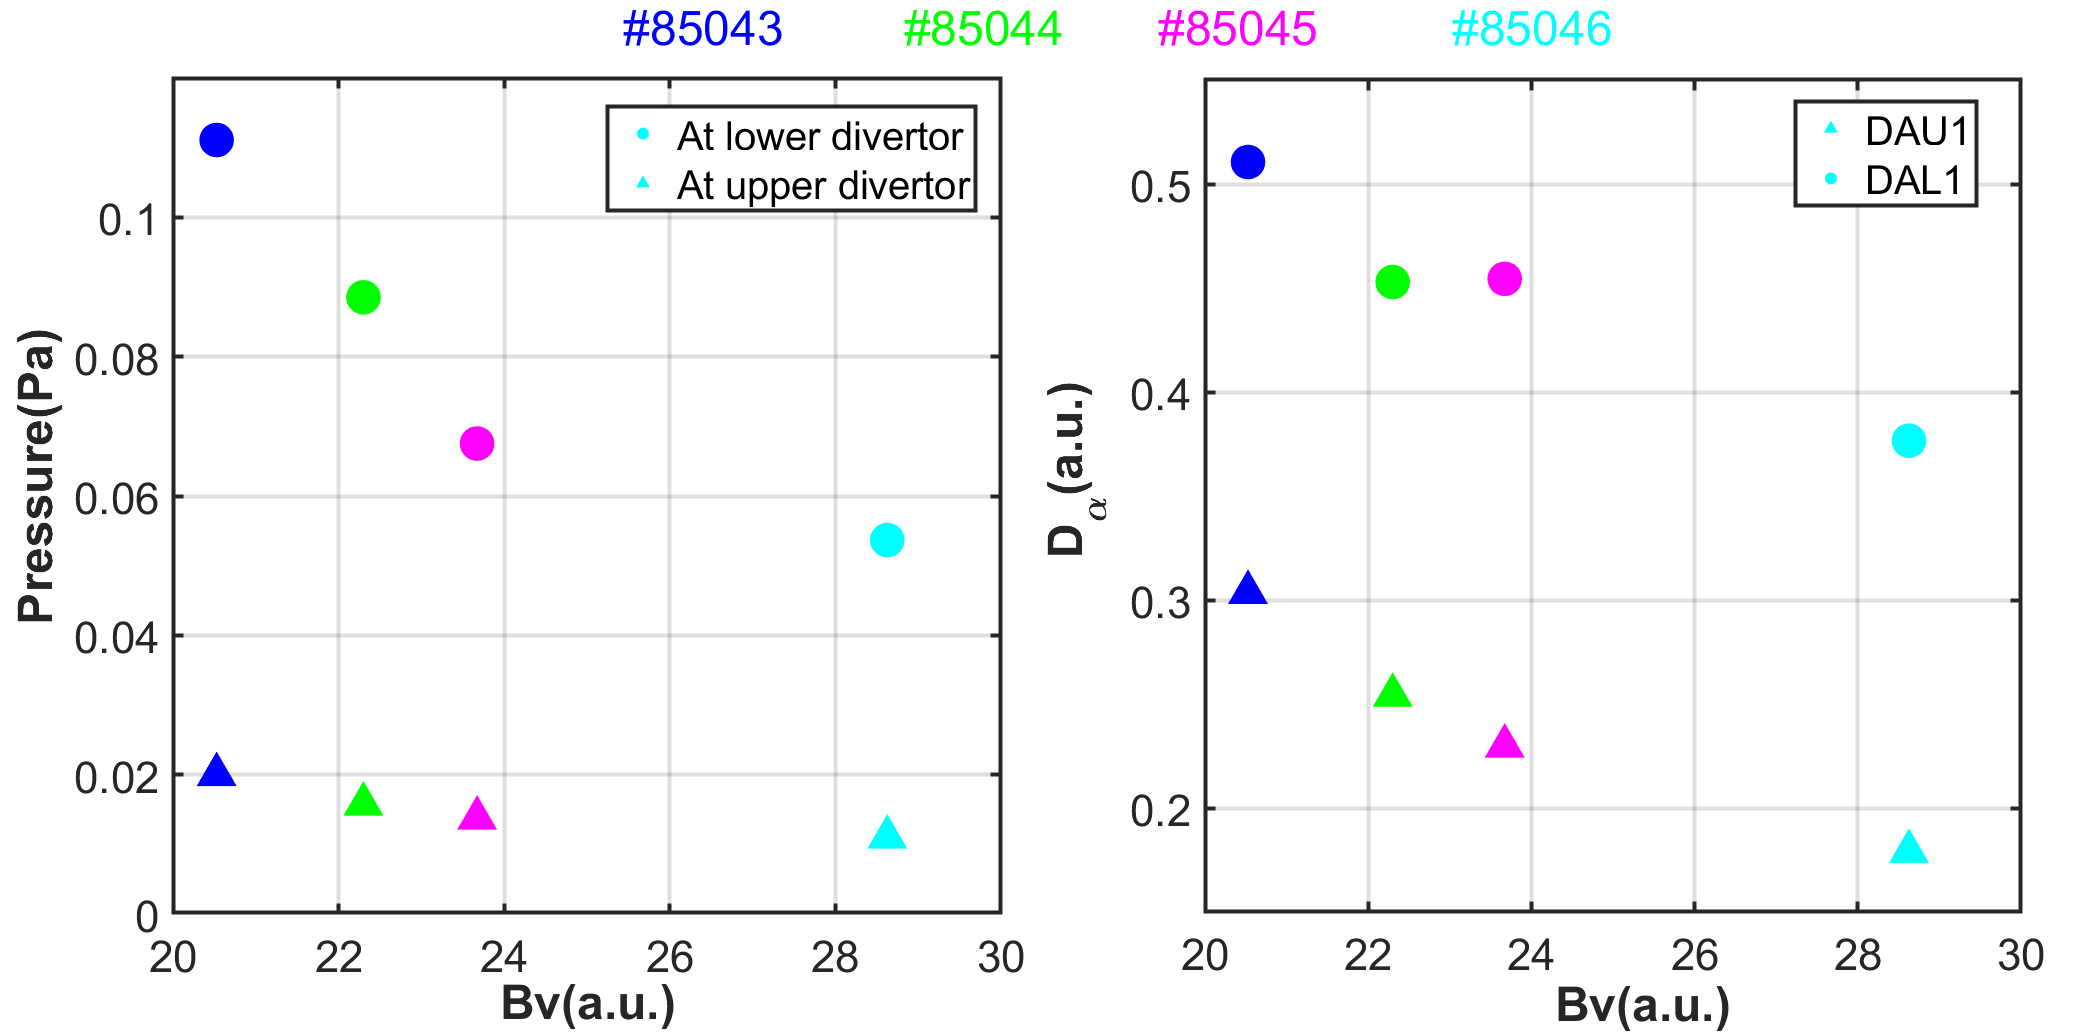 #85043 #85044 #85045 #85046
At lower divertor
At upper divertor
0.1
0.08
0.06
0.04
0.02
0
Pressure(Pa)
20 22 24 26 28 30
Bv(a.u.)
DAU1
DAL1
0.5
0.4
0.3
0.2
Dα(a.u.)
20 22 24 26 28 30
Bv(a.u.)